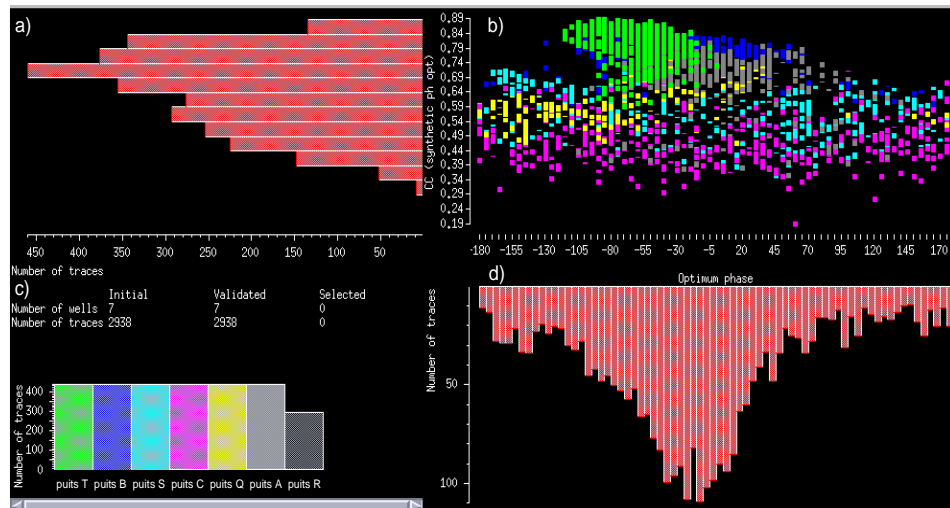 a)
450 400 350 300 250 200 150 100 50
Number of traces
b)
CC (synthetic ph opt)
0.89
0.84
0.79
0.74
0.69
0.64
0.59
0.54
0.49
0.44
0.39
0.34
0.29
0.24
0.19
-180 -155 -130 -105 -80 -55 -30 -5 20 45 70 95 120 145 170
Optimum phase
c)
Initial Validated Selected
Number of wells 7 7 0
Number of traces 2938 2938 0
Number of traces
400
300
200
100
0
puits T puits B puits S puits C puits Q puits A puits R
d)
Number of traces
50
100